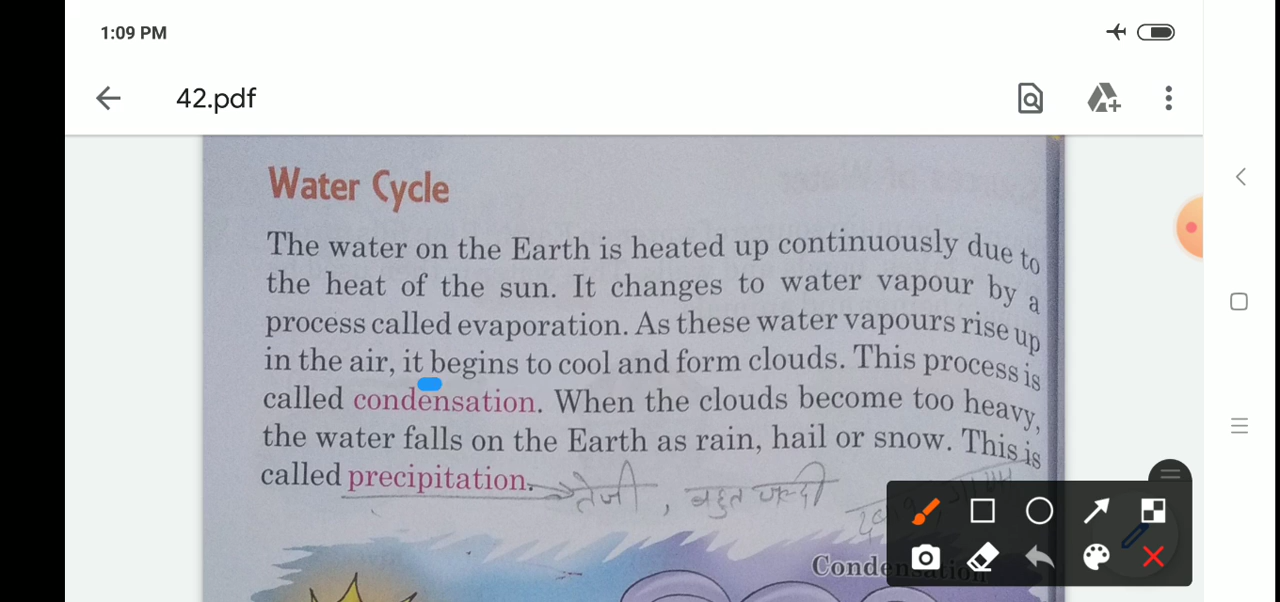 1:09 PM
42.pdf
Water Cycle
The water on the Earth is heated up continuously due to
the heat of the sun. It changes to water vapour by a
process called evaporation. As these water vapours rise up
in the air, it begins to cool and form clouds. This process is
called condensation. When the clouds become too heavy,
the water falls on the Earth as rain, hail or snow. This is
called precipitation. तेजी, बहुत जल्दी
Condensation